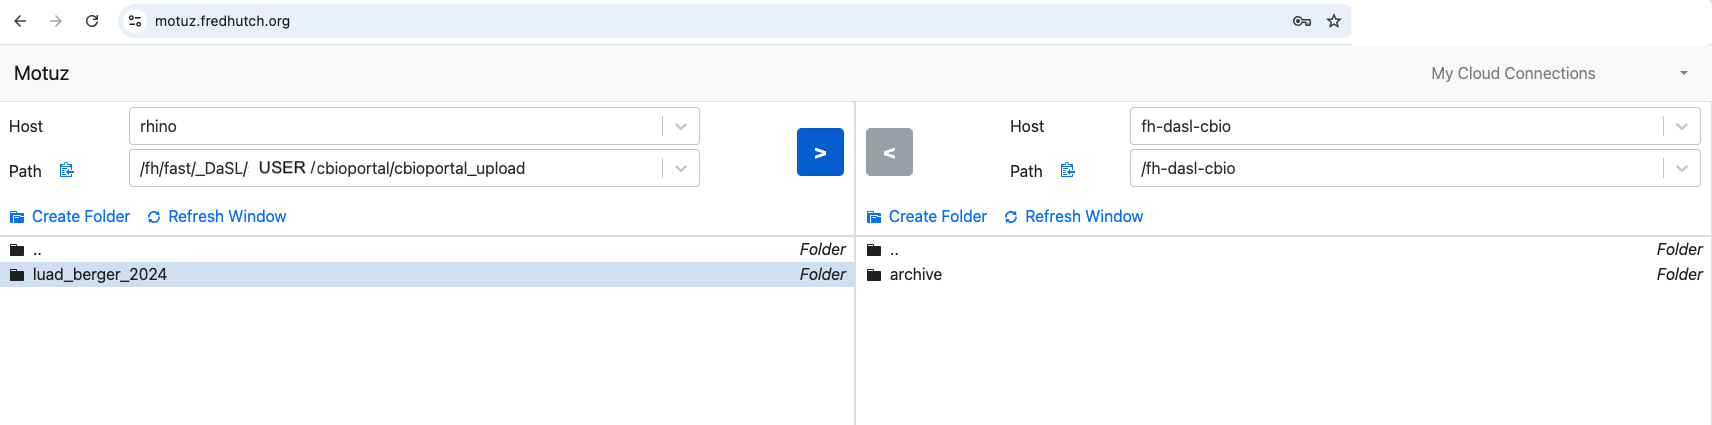 motuz.fredhutch.org
Motuz
My Cloud Connections
Host
rhino
>
Path
/fh/fast/_DaSL/ USER /cbioportal/cbioportal_upload
Create Folder
Refresh Window
..
Folder
luad_berger_2024
Folder
<
Host
fh-dasl-cbio
Path
/fh-dasl-cbio
Create Folder
Refresh Window
..
Folder
archive
Folder